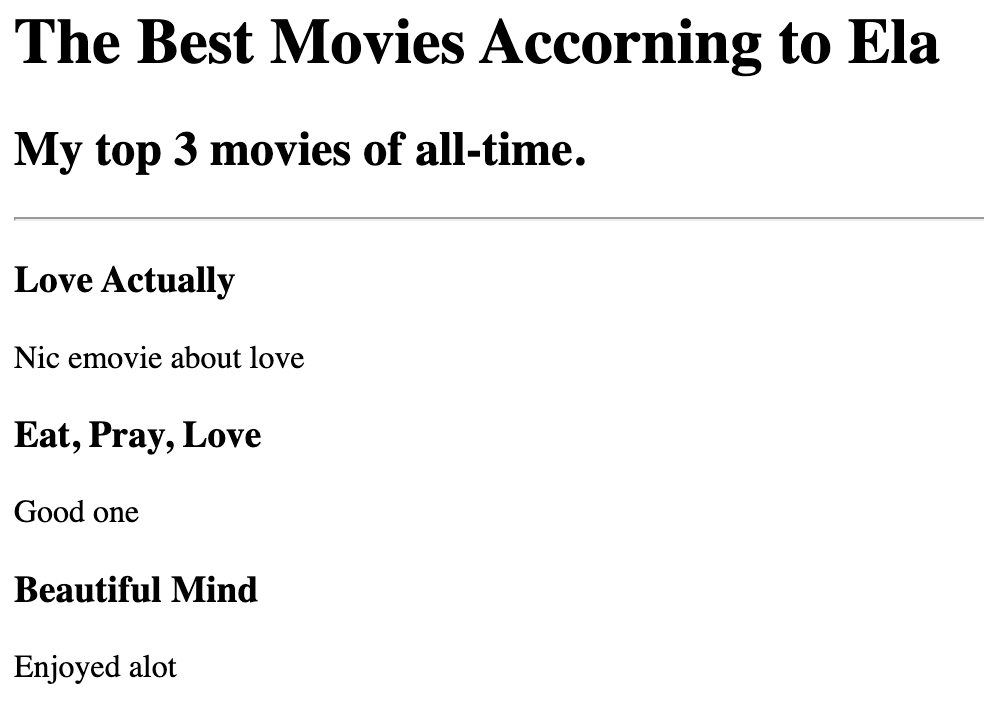 The Best Movies Accorning to Ela
My top 3 movies of all-time.
Love Actually
Nic emovie about love
Eat, Pray, Love
Good one
Beautiful Mind
Enjoyed alot